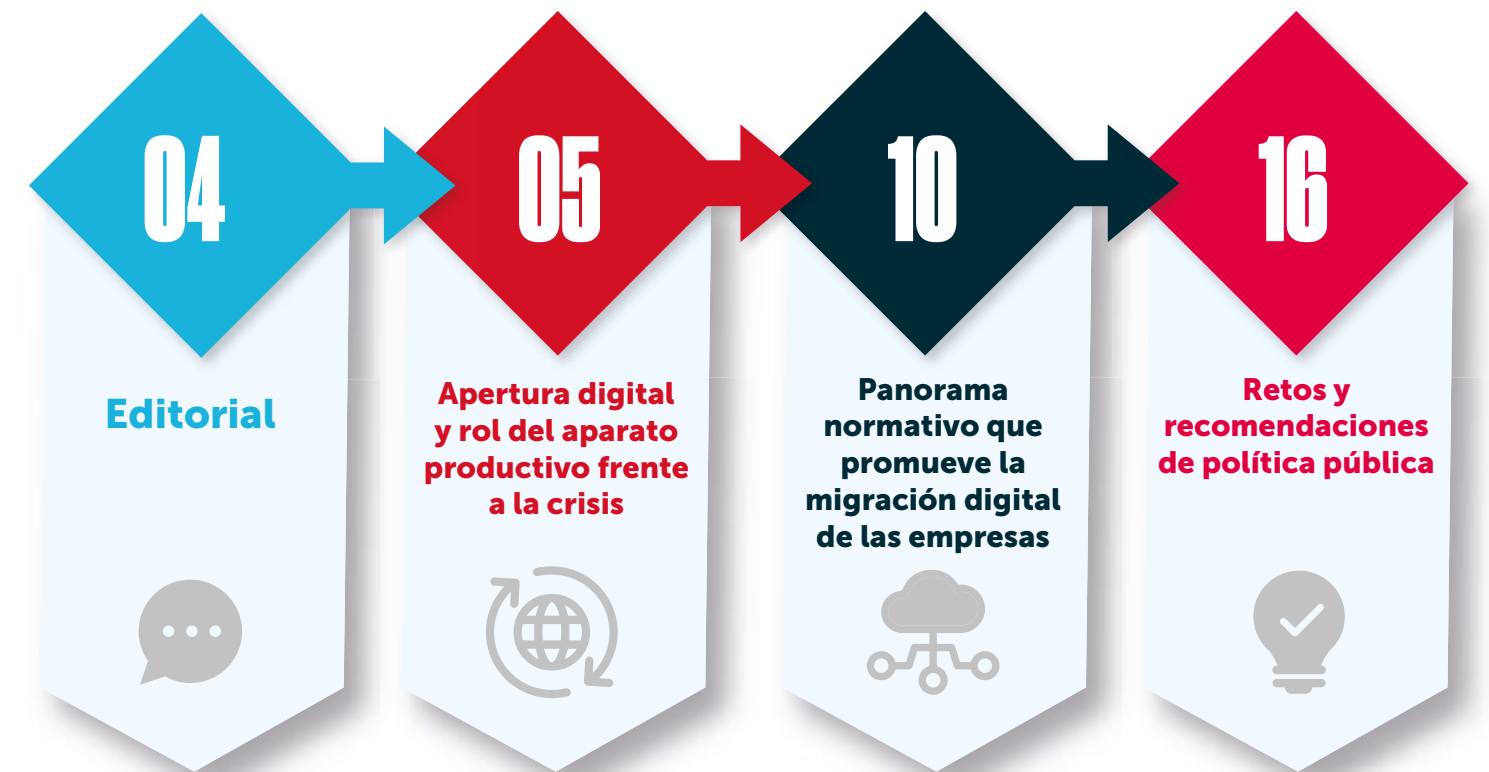 04
Editorial
05
Apertura digital
y rol del aparato
productivo frente
a la crisis
10
Panorama
normativo que
promueve la
migración digital
de las empresas
16
Retos y
recomendaciones
de política pública